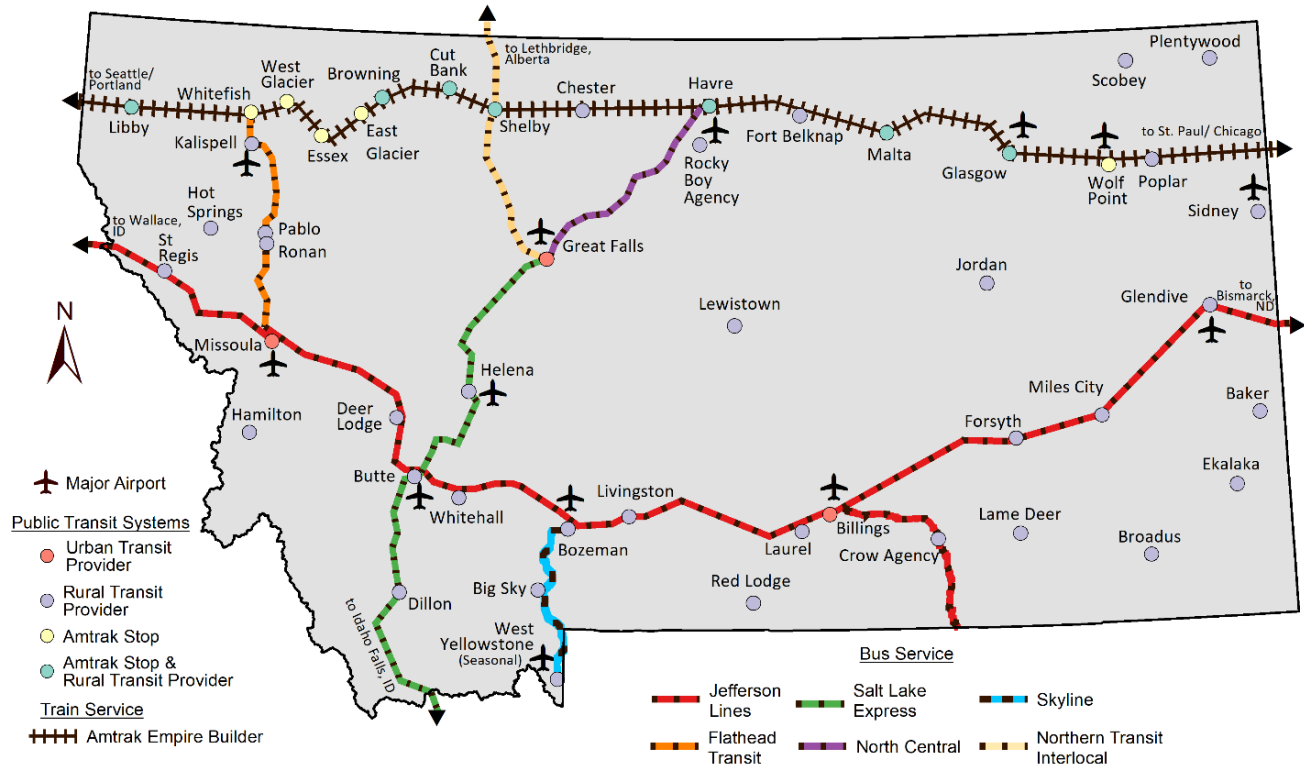 to Lethbridge,
Alberta
Plentywood
Scobey
to Seattle/
Portland
West
Glacier
Browning
Cut
Bank
Whitefish
Chester
Havre
Libby
Shelby
Kalispell
Essex
East
Glacier
Fort Belknap
Malta
to St. Paul/ Chicago
Rocky
Boy
Agency
Glasgow
Wolf
Point
Poplar
Hot
Springs
Sidney
to Wallace,
ID
St
Regis
Pablo
Ronan
Great Falls
Jordan
Glendive
to
Bismarck,
ND
Lewistown
N
Missoula
Helena
Miles City
Baker
Hamilton
Deer
Lodge
Forsyth
Ekalaka
Butte
Whitehall
Livingston
Bozeman
Laurel
Billings
Crow Agency
Lame Deer
Broadus
Big Sky
Red Lodge
Dillon
to Idaho Falls, ID
West
Yellowstone
(Seasonal)
Major Airport
Public Transit Systems
Urban Transit
Provider
Rural Transit
Provider
Amtrak Stop
Amtrak Stop &
Rural Transit Provider
Train Service
Amtrak Empire Builder
Bus Service
Jefferson
Lines
Salt Lake
Express
Skyline
Flathead
Transit
North Central
Northern Transit
Interlocal